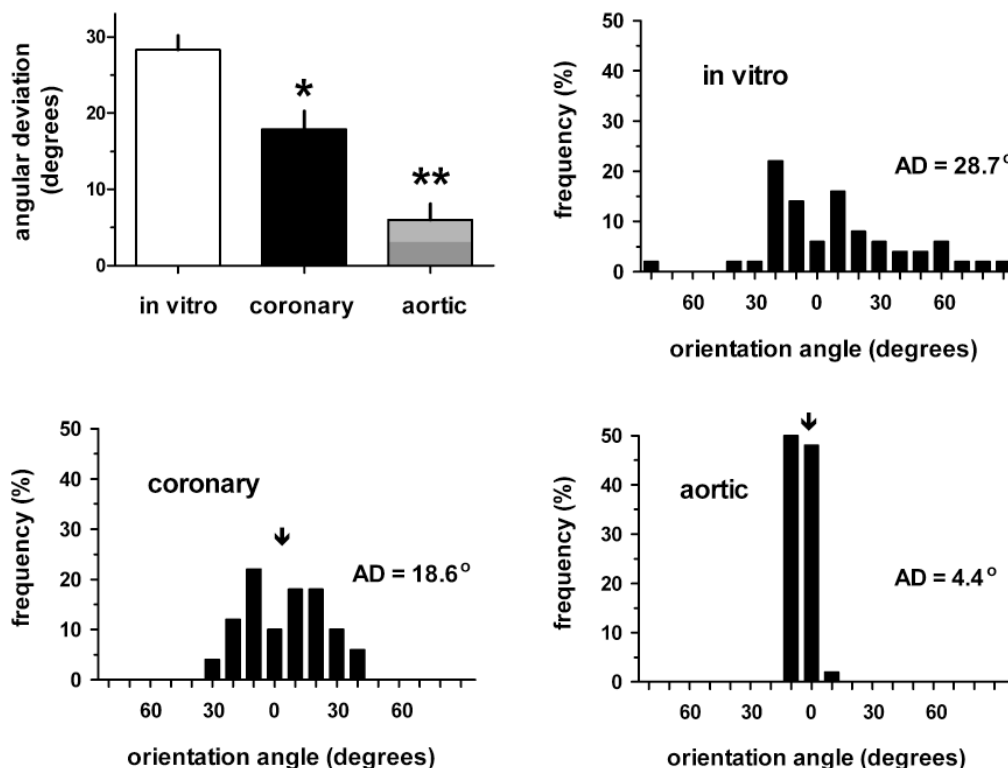 angular deviation
(degrees)
30
20
10
0
*
**
in vitro
coronary
aortic
frequency (%)
50
40
30
20
10
0
in vitro
AD = 28.7°
60 30 0 30 60
orientation angle (degrees)
frequency (%)
50
40
30
20
10
0
coronary
AD = 18.6°
60 30 0 30 60
orientation angle (degrees)
frequency (%)
50
40
30
20
10
0
aortic
AD = 4.4°
60 30 0 30 60
orientation angle (degrees)